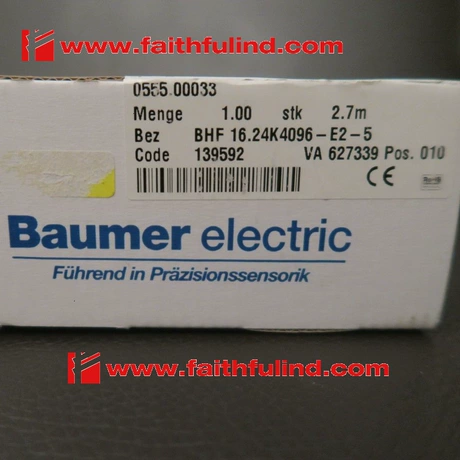 www.faithfulind.com
0555.00033
Menge 1.00 stk 2.7m
Bez BHF 16.24K4096-E2-5
Code 139592 VA 627339 Pos. 010
CE
Baumer electric
Führend in Präzisionssensorik
www.faithfulind.com